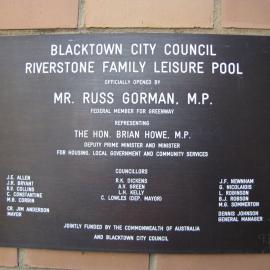 BLACKTOWN CITY COUNCIL
RIVERSTONE FAMILY LEISURE POOL
OFFICIALLY OPENED BY
MR. RUSS GORMAN, M.P.
FEDERAL MEMBER FOR GREENWAY
REPRESENTING
THE HON. BRIAN HOWE, M.P.
DEPUTY PRIME MINISTER AND MINISTER
FOR HOUSING, LOCAL GOVERNMENT AND COMMUNITY SERVICES
COUNCILLORS
J.E. ALLEN
J.R. BRYANT
R.V. COLLINS
C. CONSTANTINE
M.B. CORBIN
CR. JIM ANDERSON
MAYOR
R.K. DICKENS
A.V. GREEN
L.H. KELLY
C. LOWLES (DEP. MAYOR)
J.F. NEWNHAM
G. NICOLAIDIS
L. ROBINSON
B.J. ROBSON
M.G. SOMMERTON
DENNIS JOHNSON
GENERAL MANAGER
JOINTLY FUNDED BY THE COMMONWEALTH OF AUSTRALIA
AND BLACKTOWN CITY COUNCIL